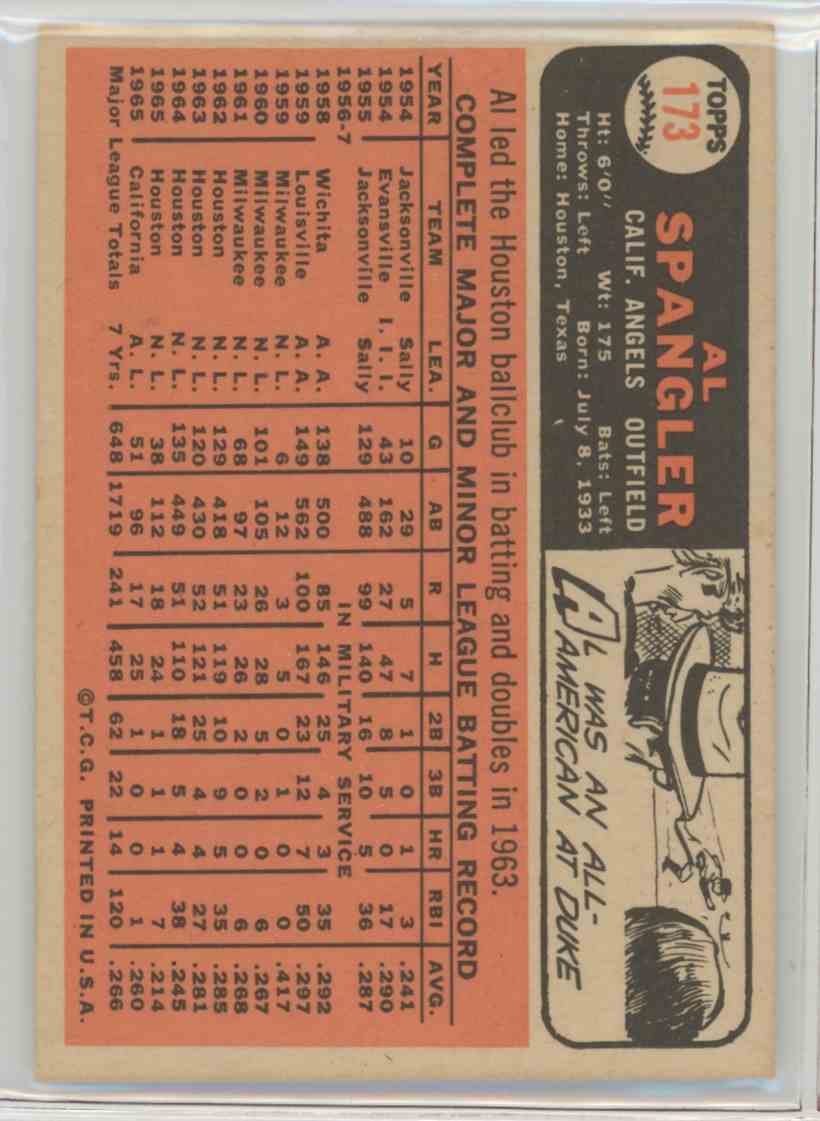 TOPPS
173
AL
SPANGLER
CALIF. ANGELS OUTFIELD
Ht: 6'0" Wt: 175 Bats: Left
Throws: Left Born: July 8, 1933
Home: Houston, Texas
AL WAS AN ALL-
AMERICAN AT DUKE
Al led the Houston ballclub in batting and doubles in 1963.
COMPLETE MAJOR AND MINOR LEAGUE BATTING RECORD
YEAR TEAM LEA. G AB R H 2B 3B HR RBI AVG.
1954 Jacksonville Sally 10 29 5 7 1 0 1 3 .241
1954 Evansville I. I. I. 43 162 27 47 8 5 0 17 .290
1955 Jacksonville Sally 129 488 99 140 16 10 5 36 .287
1956-7 IN MILITARY SERVICE
1958 Wichita A. A. 138 500 85 146 25 4 3 35 .292
1959 Louisville A. A. 149 562 100 167 23 12 7 50 .297
1959 Milwaukee N. L. 6 12 3 5 0 1 0 0 .417
1960 Milwaukee N. L. 101 105 26 28 5 2 0 6 .267
1961 Milwaukee N. L. 68 97 23 26 2 0 0 6 .268
1962 Houston N. L. 129 418 51 119 10 9 5 35 .285
1963 Houston N. L. 120 430 52 121 25 4 4 27 .281
1964 Houston N. L. 135 449 51 110 18 5 4 38 .245
1965 Houston N. L. 38 112 18 24 1 1 1 7 .214
1965 California A. L. 51 96 17 25 1 0 0 1 .260
Major League Totals 7 Yrs. 648 1719 241 458 62 22 14 120 .266
©T.C.G. PRINTED IN U.S.A.